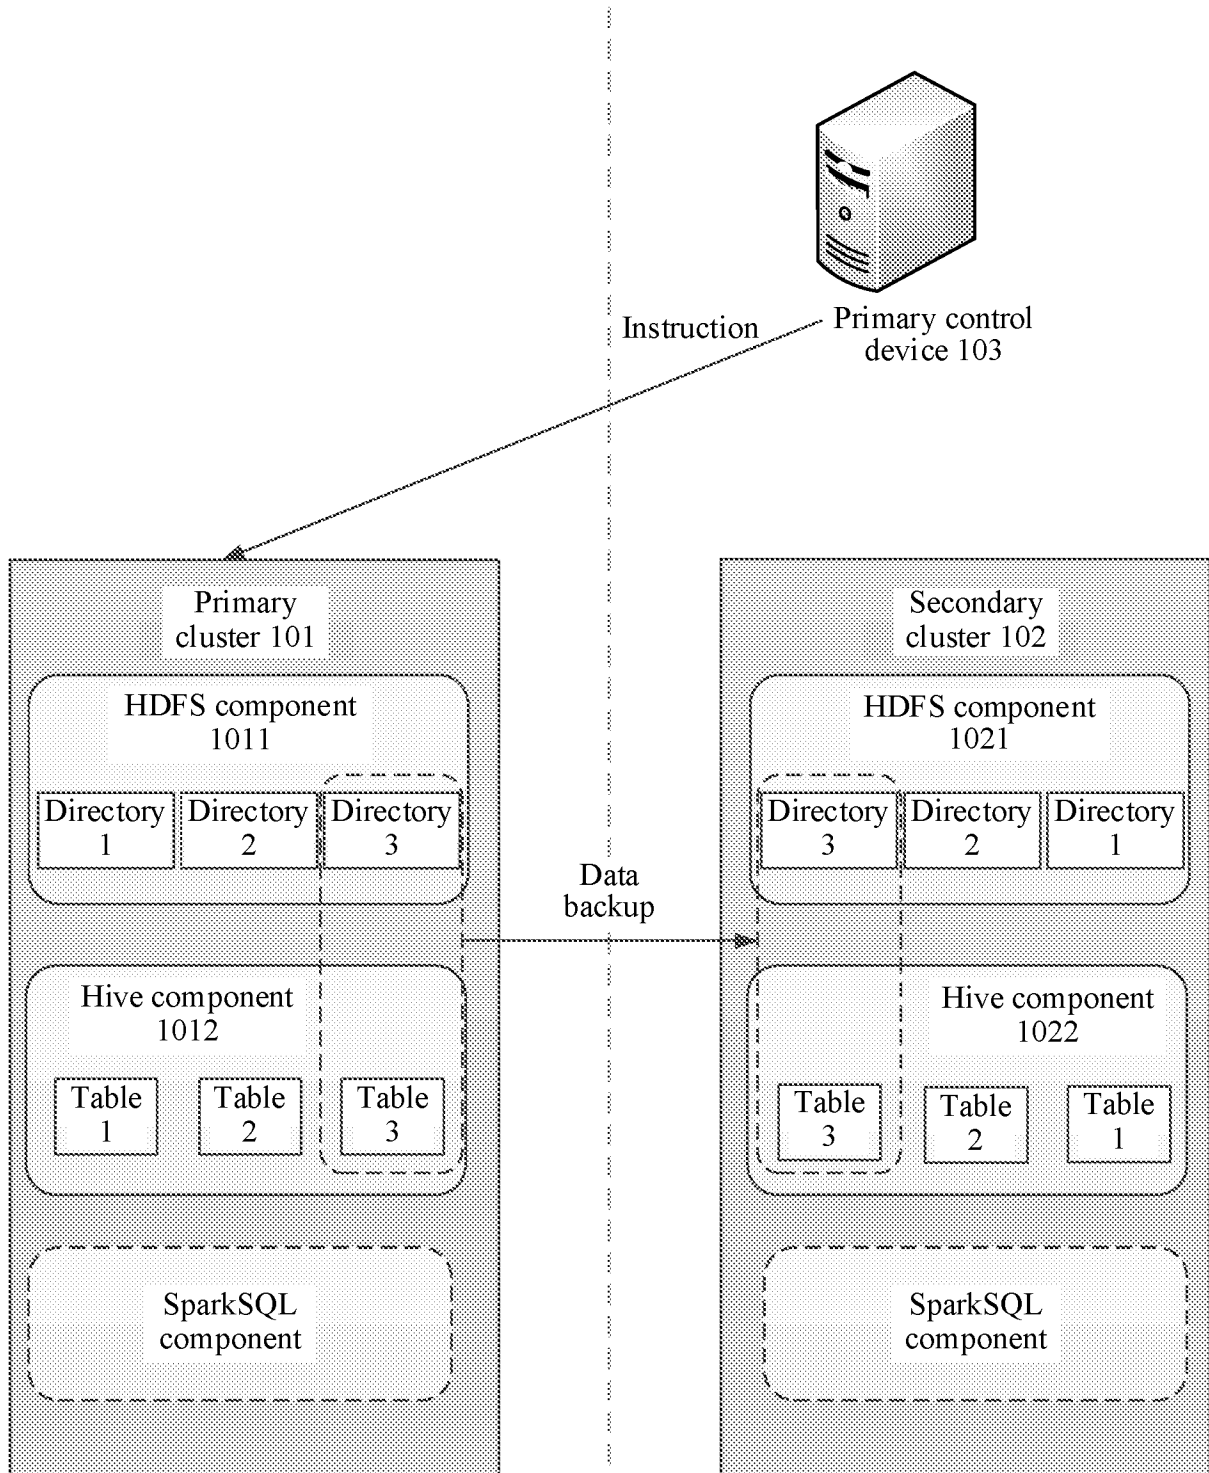 Instruction
Primary control
device 103
Primary
cluster 101
HDFS component
1011
Directory
1
Directory
2
Directory
3
Hive component
1012
Table
1
Table
2
Table
3
SparkSQL
component
Data
backup
Secondary
cluster 102
HDFS component
1021
Directory
3
Directory
2
Directory
1
Hive component
1022
Table
3
Table
2
Table
1
SparkSQL
component